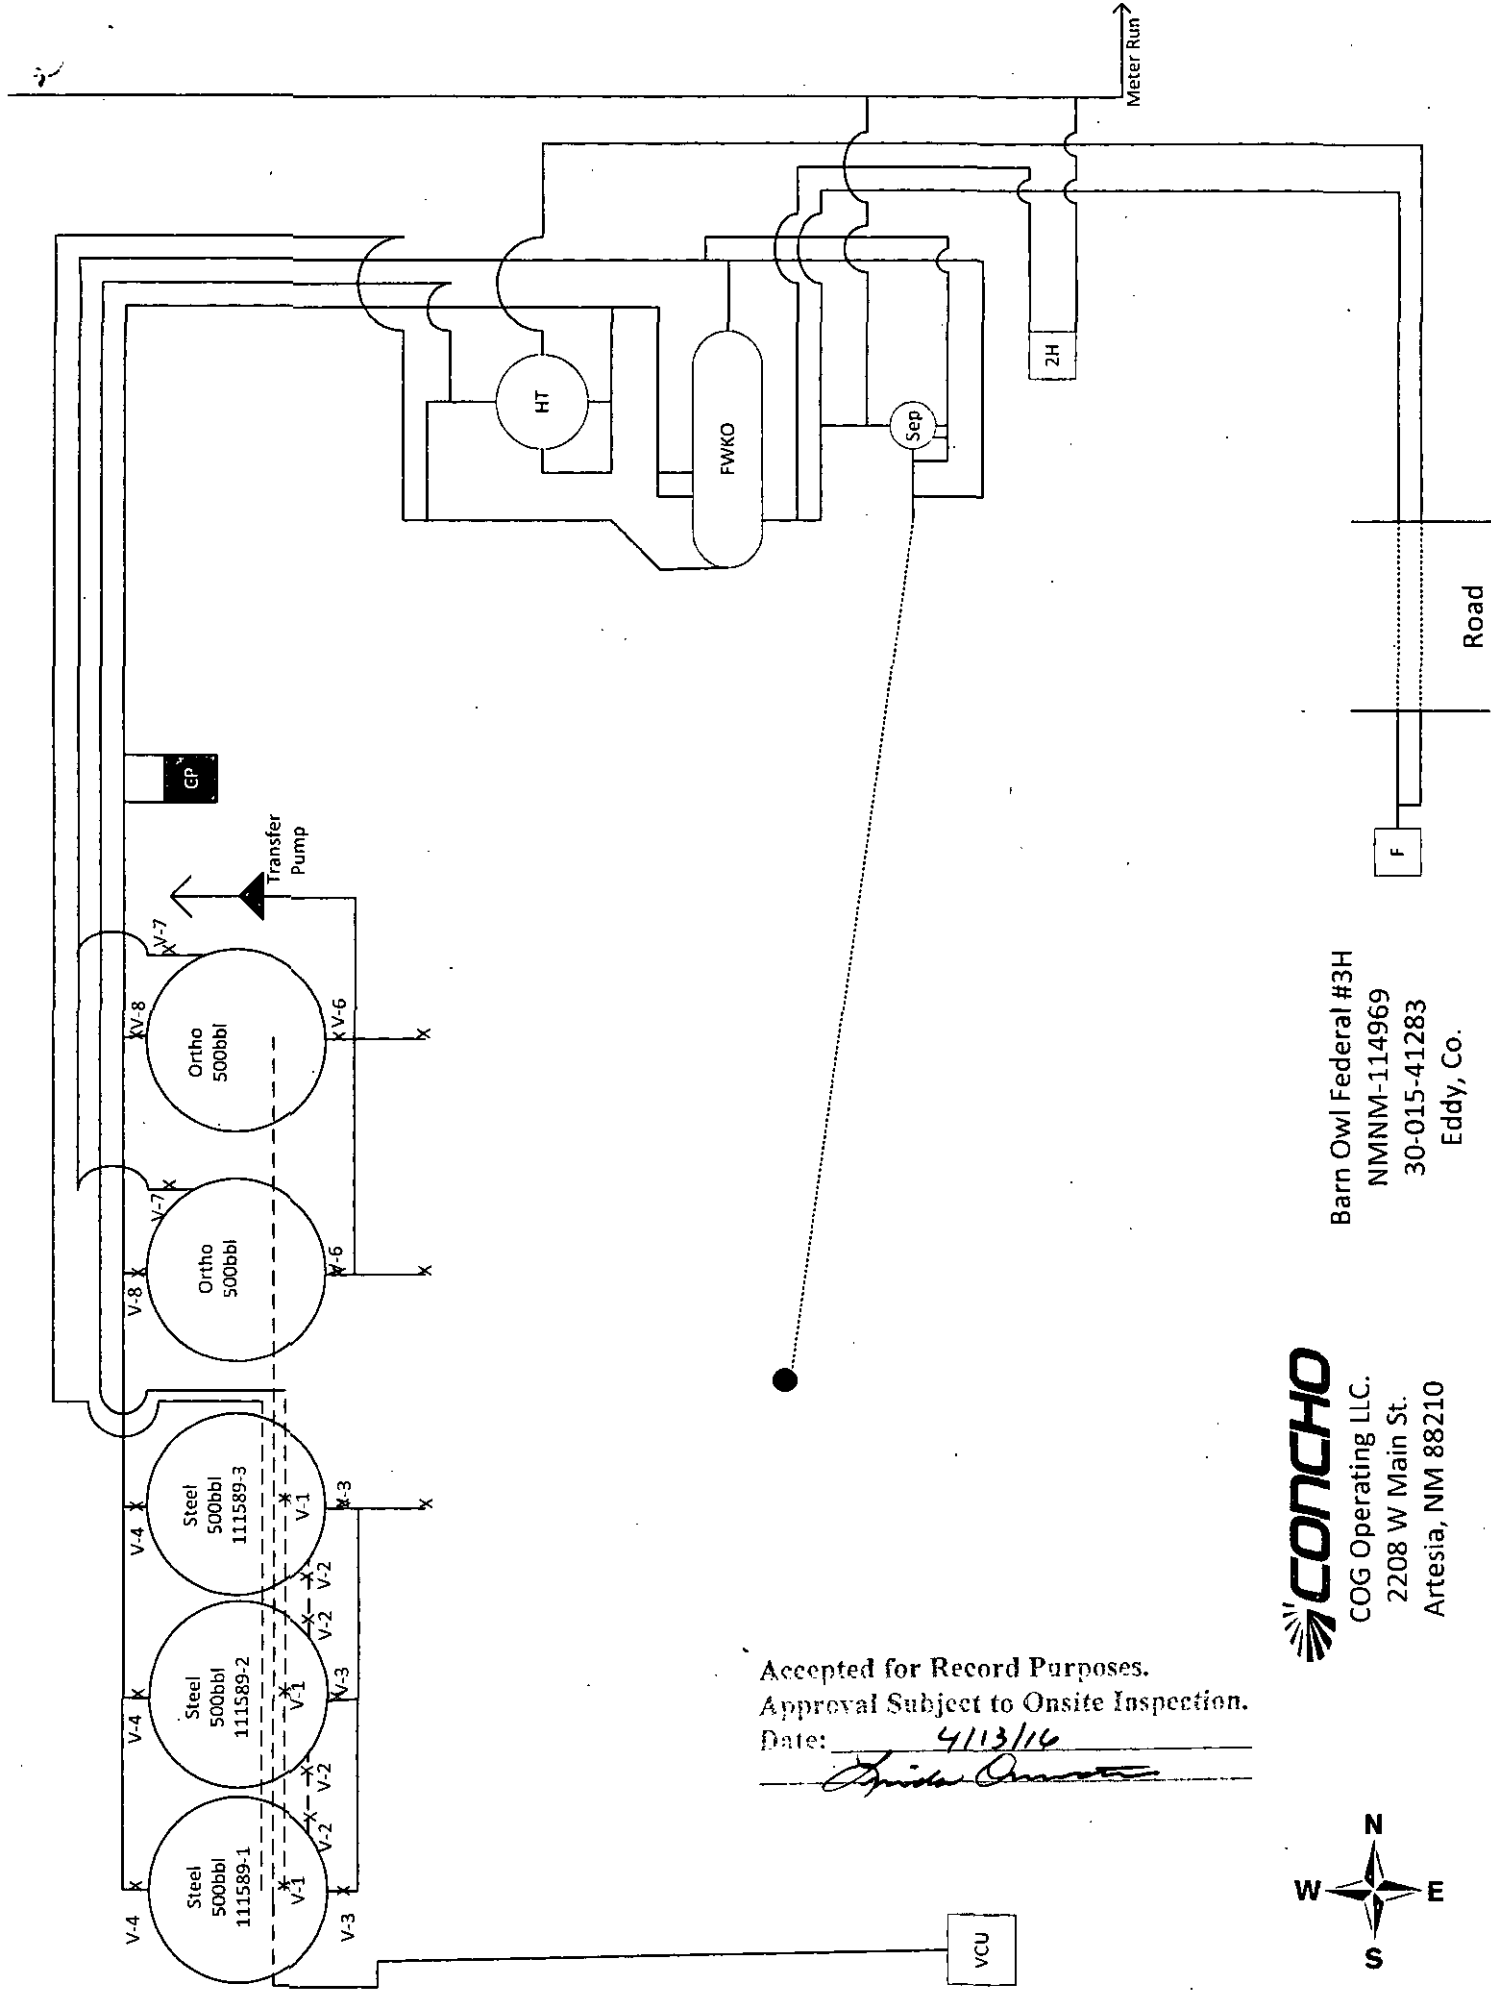 Meter Run
HT
FWKO
Sep
2H
GP
Transfer
Pump
V-7
V-8
Ortho
500bbl
V-6
V-7
V-8
Ortho
500bbl
V-6
V-4
Steel
500bbl
111589-3
V-1
V-3
V-2
V-2
V-4
Steel
500bbl
111589-2
V-1
V-3
V-2
V-2
V-4
Steel
500bbl
111589-1
V-1
V-3
VCU
Road
F
Barn Owl Federal #3H
NMNM-114969
30-015-41283
Eddy, Co.
CONCHO
COG Operating LLC.
2208 W Main St.
Artesia, NM 88210
Accepted for Record Purposes.
Approval Subject to Onsite Inspection.
Date: 4/13/16
N
W
E
S